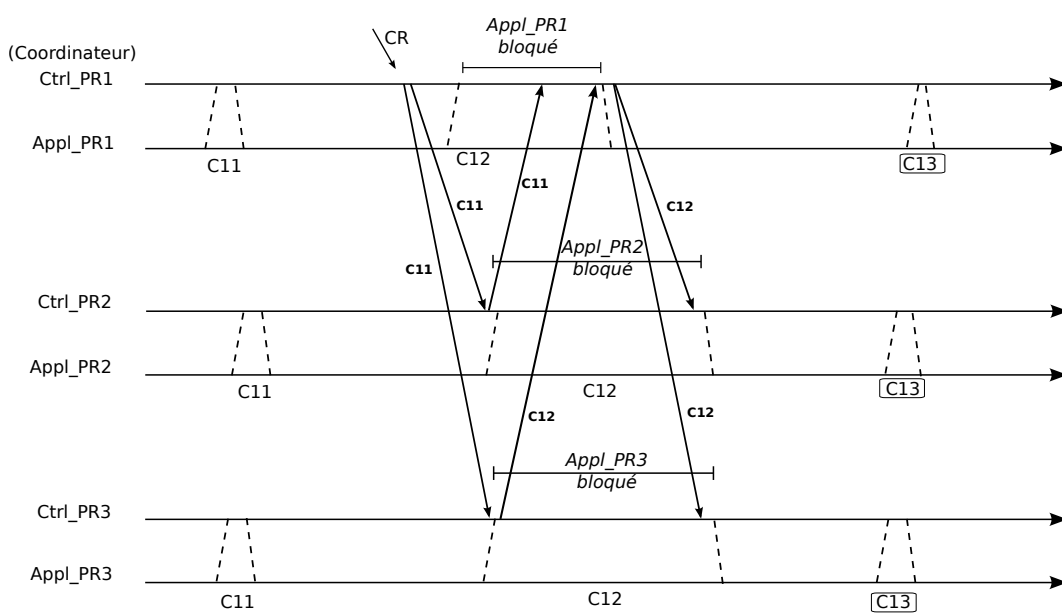 Appl_PR1
bloqué
CR
(Coordinateur)
Ctrl_PR1
Appl_PR1
C11
C12
C13
C11
C11
C12
C11
Appl_PR2
bloqué
Ctrl_PR2
Appl_PR2
C11
C12
C13
C12
C12
Appl_PR3
bloqué
Ctrl_PR3
Appl_PR3
C11
C12
C13